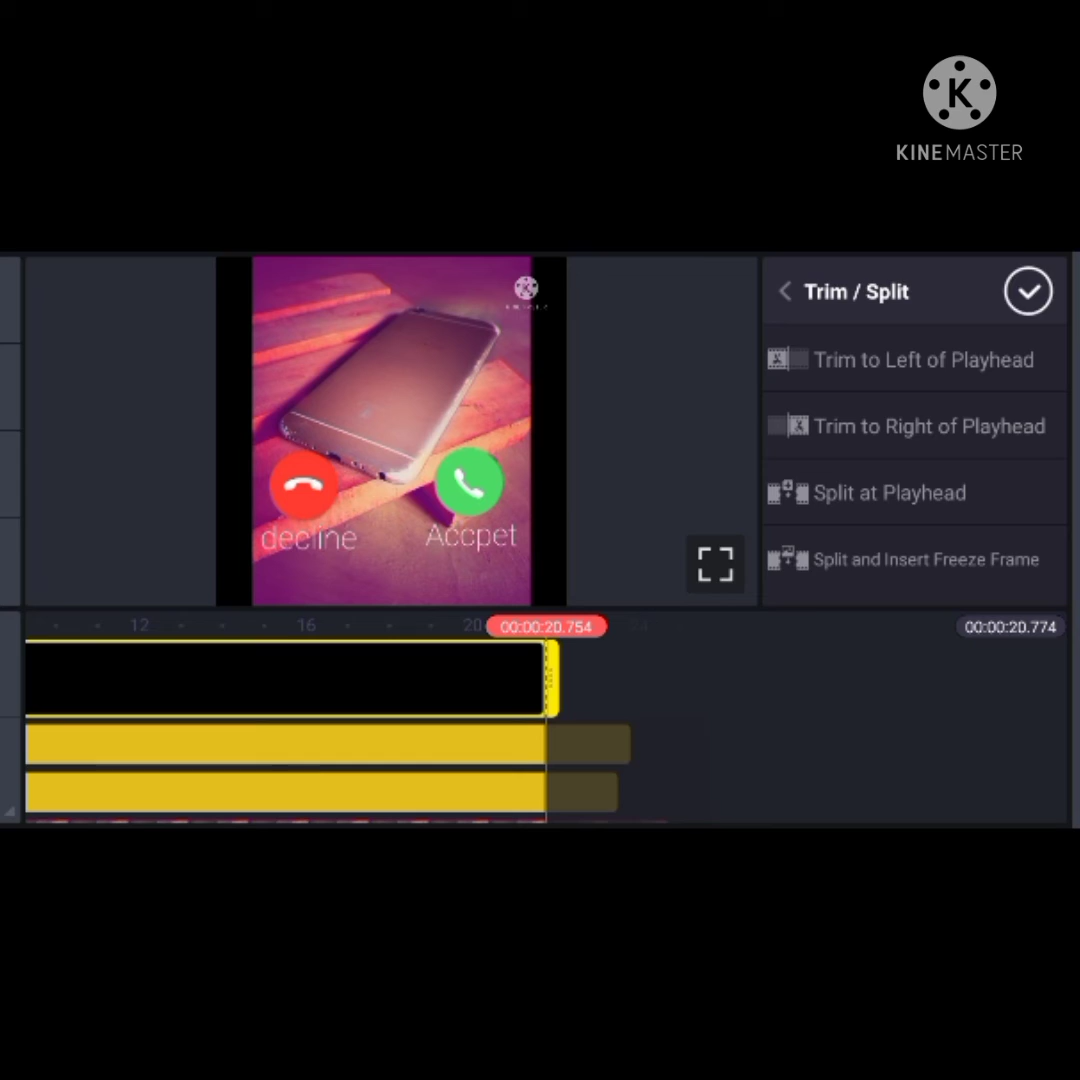 K
KINEMASTER
K
Trim / Split
Trim to Left of Playhead
Trim to Right of Playhead
Split at Playhead
Split and Insert Freeze Frame
decline
Accpet
12
16
20
00:00:20.754
24
00:00:20.774